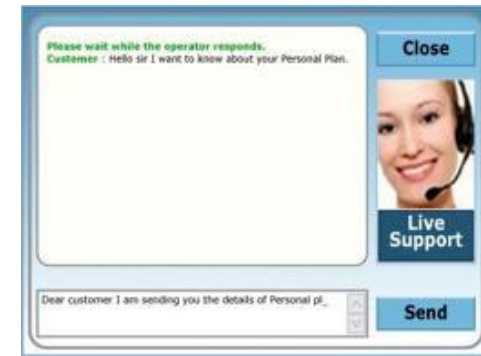 Please wait while the operator responds.
Customer : Hello sir I want to know about your Personal Plan.
Close
Live
Support
Dear customer I am sending you the details of Personal pl_
Send